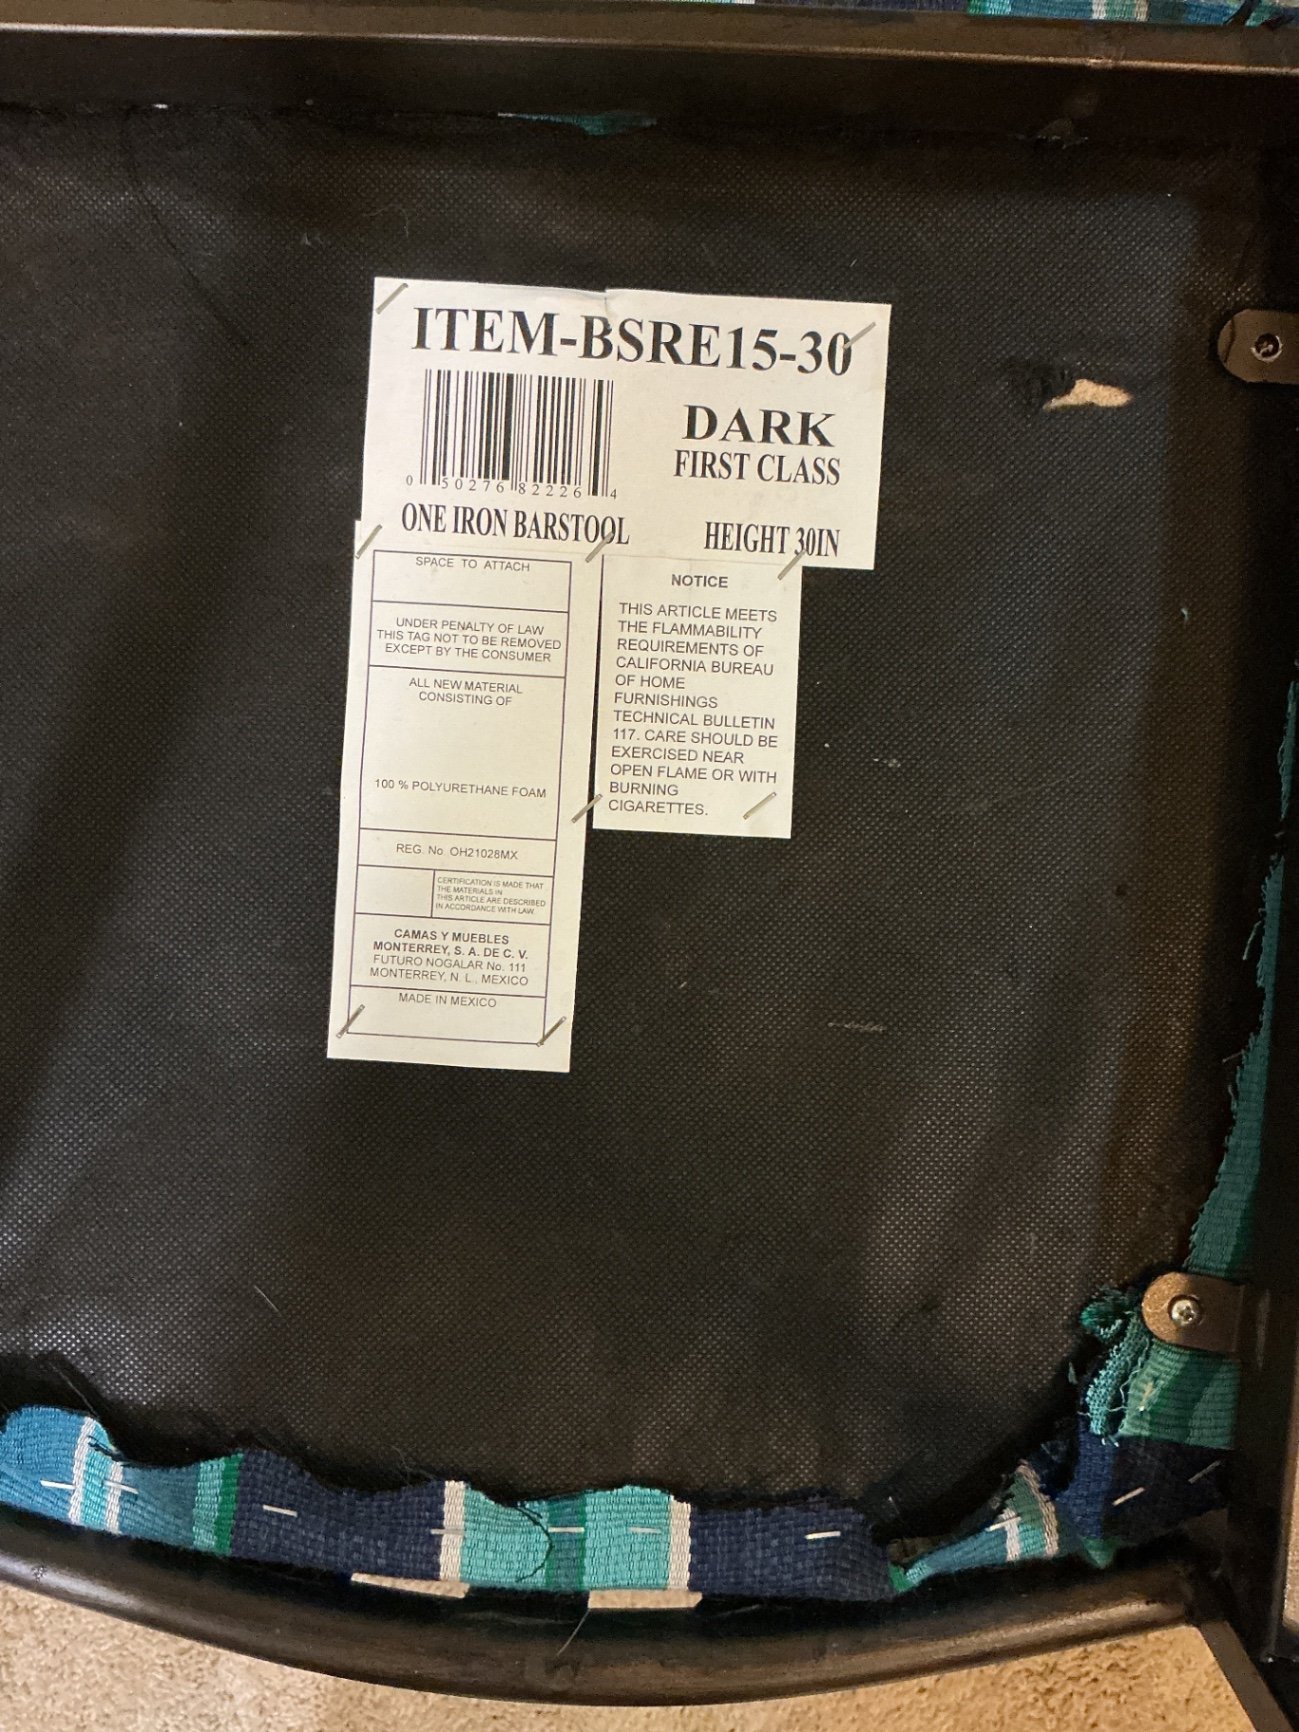 ITEM-BSRE15-30
0 50276 82226 4
DARK
FIRST CLASS
ONE IRON BARSTOOL
HEIGHT 30IN
SPACE TO ATTACH
UNDER PENALTY OF LAW
THIS TAG NOT TO BE REMOVED
EXCEPT BY THE CONSUMER
ALL NEW MATERIAL
CONSISTING OF
100 % POLYURETHANE FOAM
REG. No. OH21028MX
CERTIFICATION IS MADE THAT
THE MATERIALS IN
THIS ARTICLE ARE DESCRIBED
IN ACCORDANCE WITH LAW.
CAMAS Y MUEBLES
MONTERREY, S. A. DE C. V.
FUTURO NOGALAR No. 111
MONTERREY, N. L., MEXICO
MADE IN MEXICO
NOTICE
THIS ARTICLE MEETS
THE FLAMMABILITY
REQUIREMENTS OF
CALIFORNIA BUREAU
OF HOME
FURNISHINGS
TECHNICAL BULLETIN
117. CARE SHOULD BE
EXERCISED NEAR
OPEN FLAME OR WITH
BURNING
CIGARETTES.